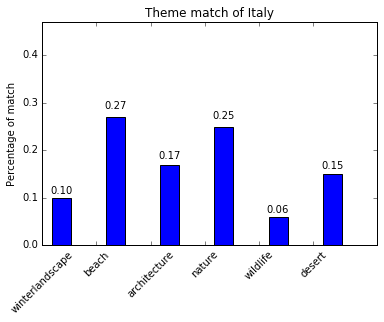 Theme match of Italy
Percentage of match
0.4
0.3
0.2
0.1
0.0
0.10
0.27
0.17
0.25
0.06
0.15
winterlandscape
beach
architecture
nature
wildlife
desert